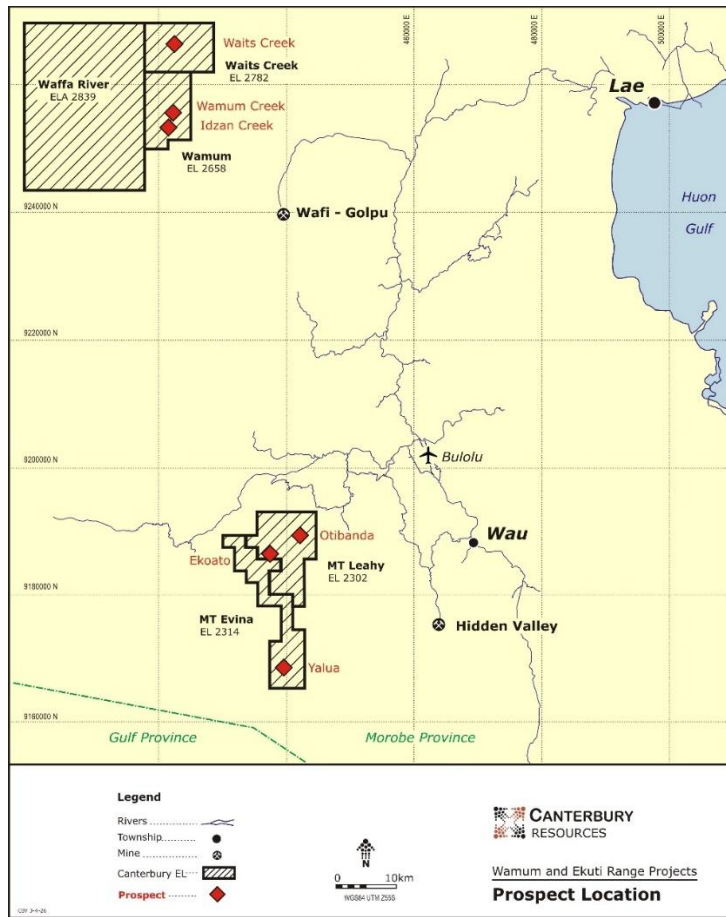 460000 E
480000 E
500000 E
Waits Creek
Waits Creek
EL 2782
Waffa River
ELA 2839
Wamum Creek
Idzan Creek
Wamum
EL 2658
Lae
Huon
Gulf
9240000 N
Wafi - Golpu
9220000 N
9200000 N
Bulolu
Otibanda
Wau
Ekoato
MT Leahy
EL 2302
9180000 N
MT Evina
EL 2314
Hidden Valley
Yalua
9160000 N
Gulf Province
Morobe Province
Legend
Rivers
Township
Mine
Canterbury EL
Prospect
N
0 10km
WGS84 UTM Z55S
CANTERBURY
RESOURCES
Wamum and Ekuti Range Projects
Prospect Location